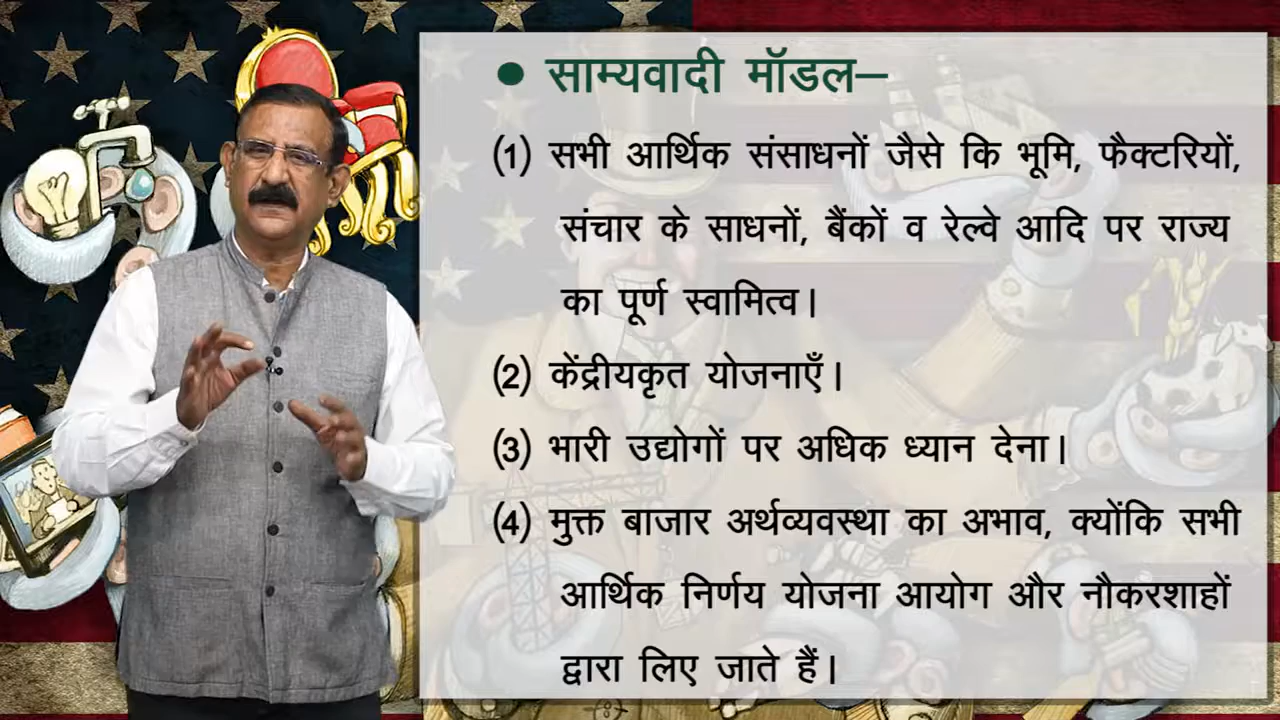 • साम्यवादी मॉडल–
(1) सभी आर्थिक संसाधनों जैसे कि भूमि, फैक्टरियों,
संचार के साधनों, बैंकों व रेल्वे आदि पर राज्य
का पूर्ण स्वामित्व।
(2) केंद्रीयकृत योजनाएँ।
(3) भारी उद्योगों पर अधिक ध्यान देना।
(4) मुक्त बाजार अर्थव्यवस्था का अभाव, क्योंकि सभी
आर्थिक निर्णय योजना आयोग और नौकरशाहों
द्वारा लिए जाते हैं।